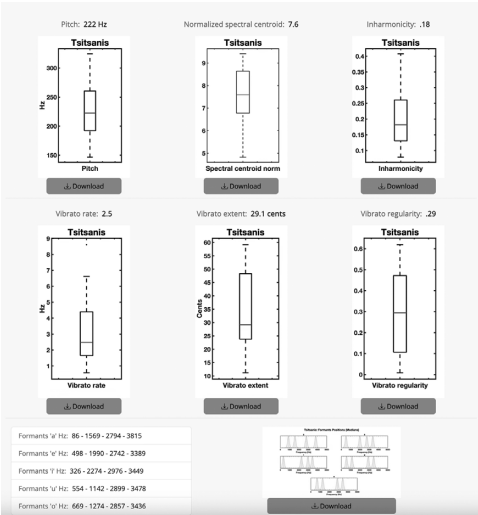 Pitch: 222 Hz
Normalized spectral centroid: 7.6
Inharmonicity: .18
Tsitsanis
Tsitsanis
Tsitsanis
300
250
200
150
Hz
Pitch
9
8
7
6
5
Spectral centroid norm
0.4
0.35
0.3
0.25
0.2
0.15
0.1
Inharmonicity
Download
Download
Download
Vibrato rate: 2.5
Vibrato extent: 29.1 cents
Vibrato regularity: .29
Tsitsanis
Tsitsanis
Tsitsanis
9
8
7
6
5
4
3
2
1
Hz
Vibrato rate
60
55
50
45
40
35
30
25
20
15
10
Cents
Vibrato extent
0.6
0.5
0.4
0.3
0.2
0.1
0
Vibrato regularity
Download
Download
Download
Formants 'a' Hz: 86 - 1569 - 2794 - 3815
Formants 'e' Hz: 498 - 1990 - 2742 - 3389
Formants 'i' Hz: 326 - 2274 - 2976 - 3449
Formants 'u' Hz: 554 - 1142 - 2899 - 3478
Formants 'o' Hz: 669 - 1274 - 2857 - 3436
Tsitsanis Formants Positions (Medians)
Download